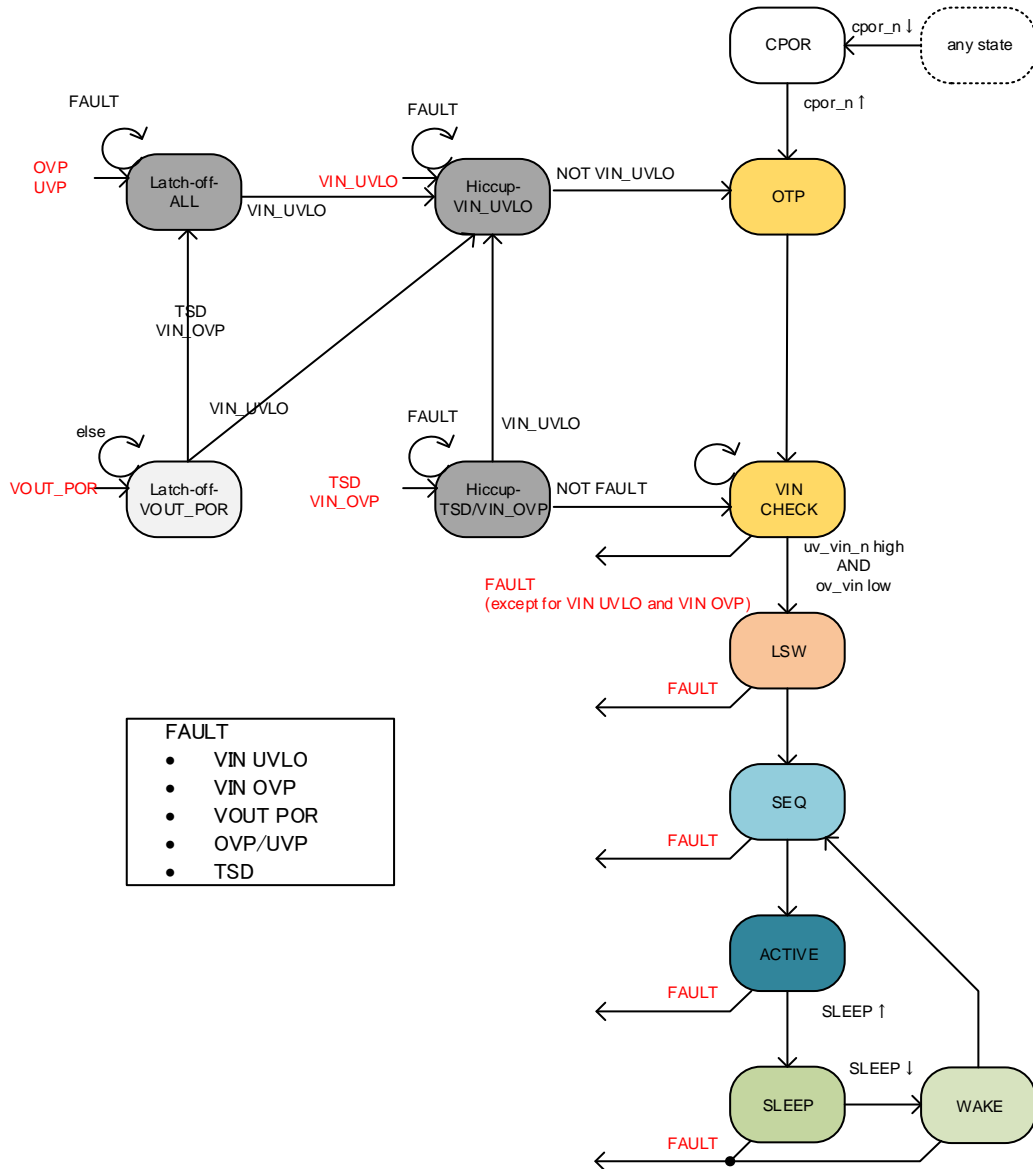 cpor_n ↓
CPOR
any state
FAULT
FAULT
cpor_n ↑
OVP
UVP
Latch-off-
ALL
VIN_UVLO
VIN_UVLO
Hiccup-
VIN_UVLO
NOT VIN_UVLO
OTP
TSD
VIN_OVP
VIN_UVLO
else
FAULT
VIN_UVLO
VOUT_POR
Latch-off-
VOUT_POR
TSD
VIN_OVP
Hiccup-
TSD/VIN_OVP
NOT FAULT
VIN
CHECK
uv_vin_n high
AND
ov_vin low
FAULT
(except for VIN UVLO and VIN OVP)
LSW
FAULT
FAULT
• VIN UVLO
• VIN OVP
• VOUT POR
• OVP/UVP
• TSD
SEQ
FAULT
ACTIVE
FAULT
SLEEP ↑
SLEEP ↓
SLEEP
WAKE
FAULT